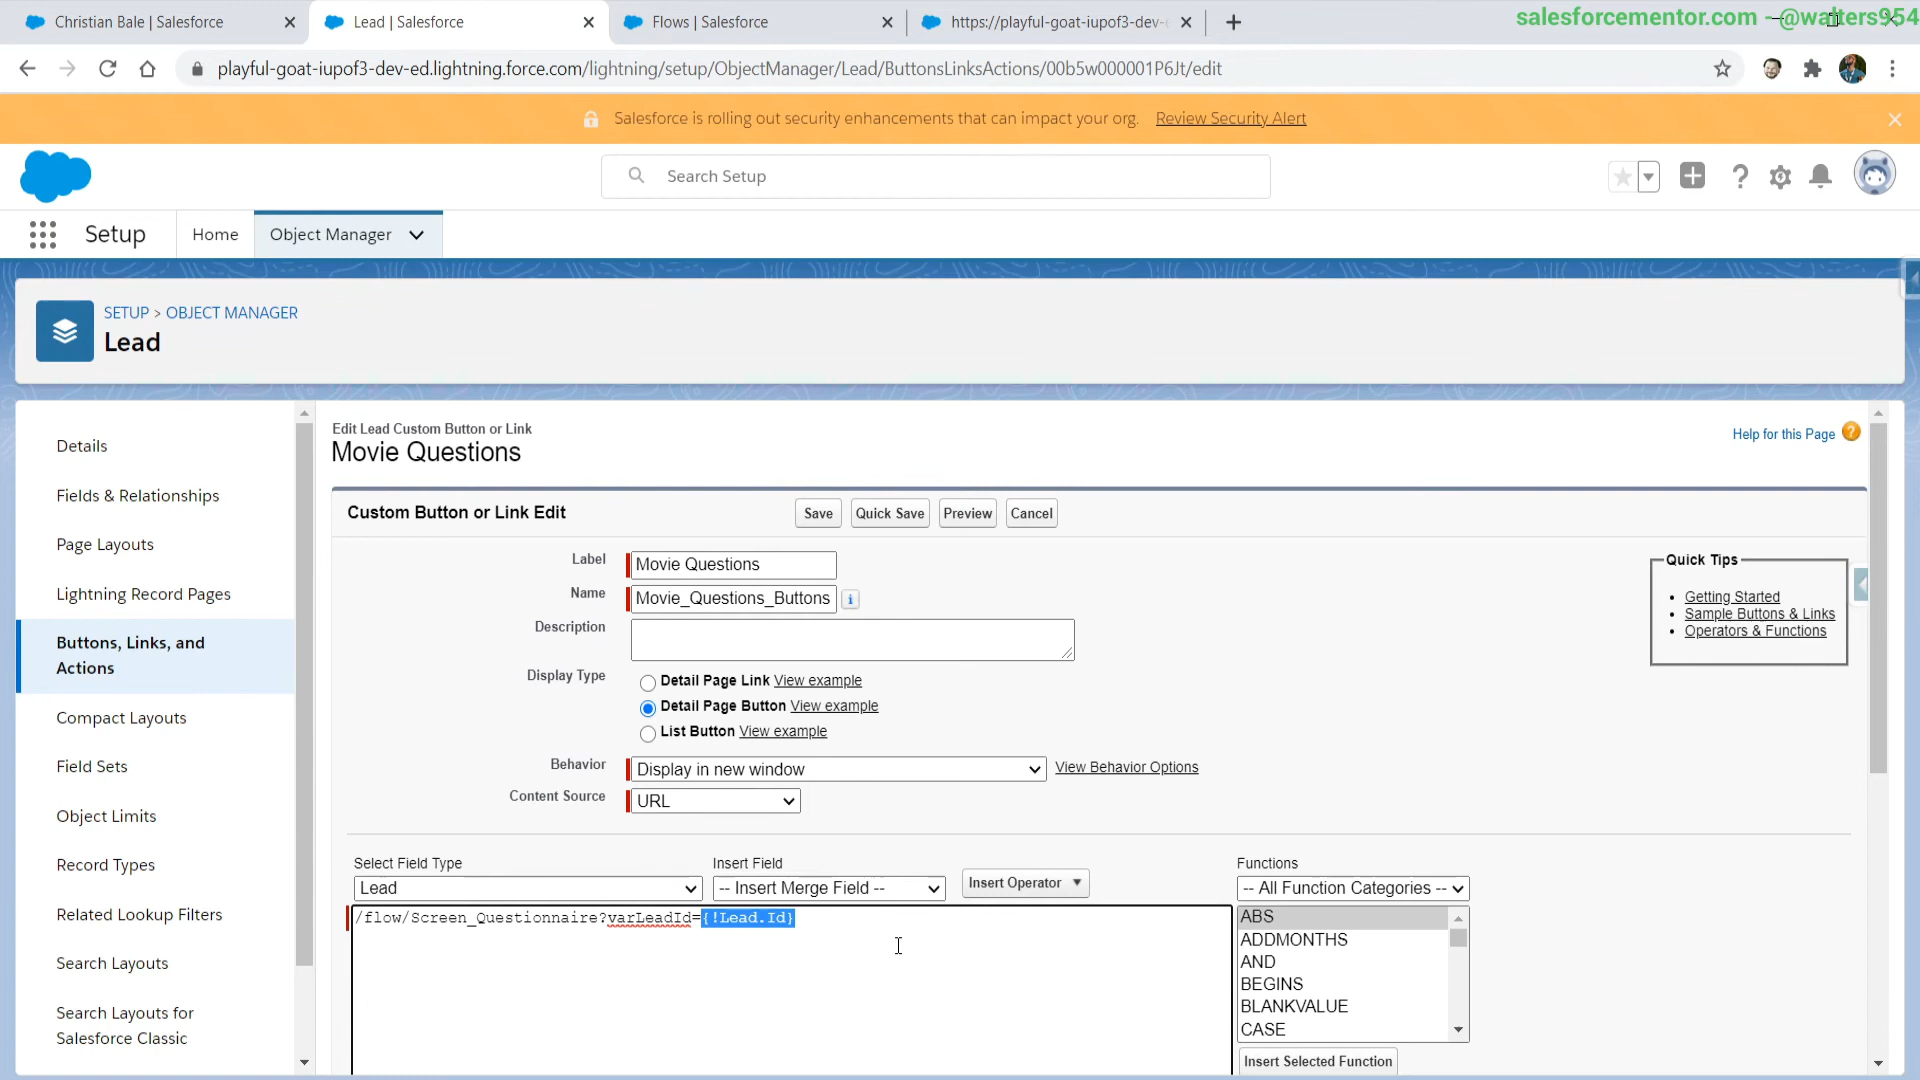 Christian Bale | Salesforce
Lead | Salesforce
Flows | Salesforce
https://playful-goat-iupof3-dev-e
salesforcementor.com - @walters954
playful-goat-iupof3-dev-ed.lightning.force.com/lightning/setup/ObjectManager/Lead/ButtonsLinksActions/00b5w000001P6Jt/edit
Salesforce is rolling out security enhancements that can impact your org. Review Security Alert
Search Setup
Setup
Home
Object Manager
SETUP > OBJECT MANAGER
Lead
Details
Fields & Relationships
Page Layouts
Lightning Record Pages
Buttons, Links, and
Actions
Compact Layouts
Field Sets
Object Limits
Record Types
Related Lookup Filters
Search Layouts
Search Layouts for
Salesforce Classic
Edit Lead Custom Button or Link
Movie Questions
Help for this Page
Custom Button or Link Edit
Save
Quick Save
Preview
Cancel
Label
Movie Questions
Name
Movie_Questions_Buttons
Description
Display Type
Detail Page Link View example
Detail Page Button View example
List Button View example
Behavior
Display in new window
View Behavior Options
Content Source
URL
Quick Tips
Getting Started
Sample Buttons & Links
Operators & Functions
Select Field Type
Lead
Insert Field
-- Insert Merge Field --
Insert Operator
Functions
-- All Function Categories --
/flow/Screen_Questionnaire?varLeadId={!Lead.Id}
ABS
ADDMONTHS
AND
BEGINS
BLANKVALUE
CASE
Insert Selected Function